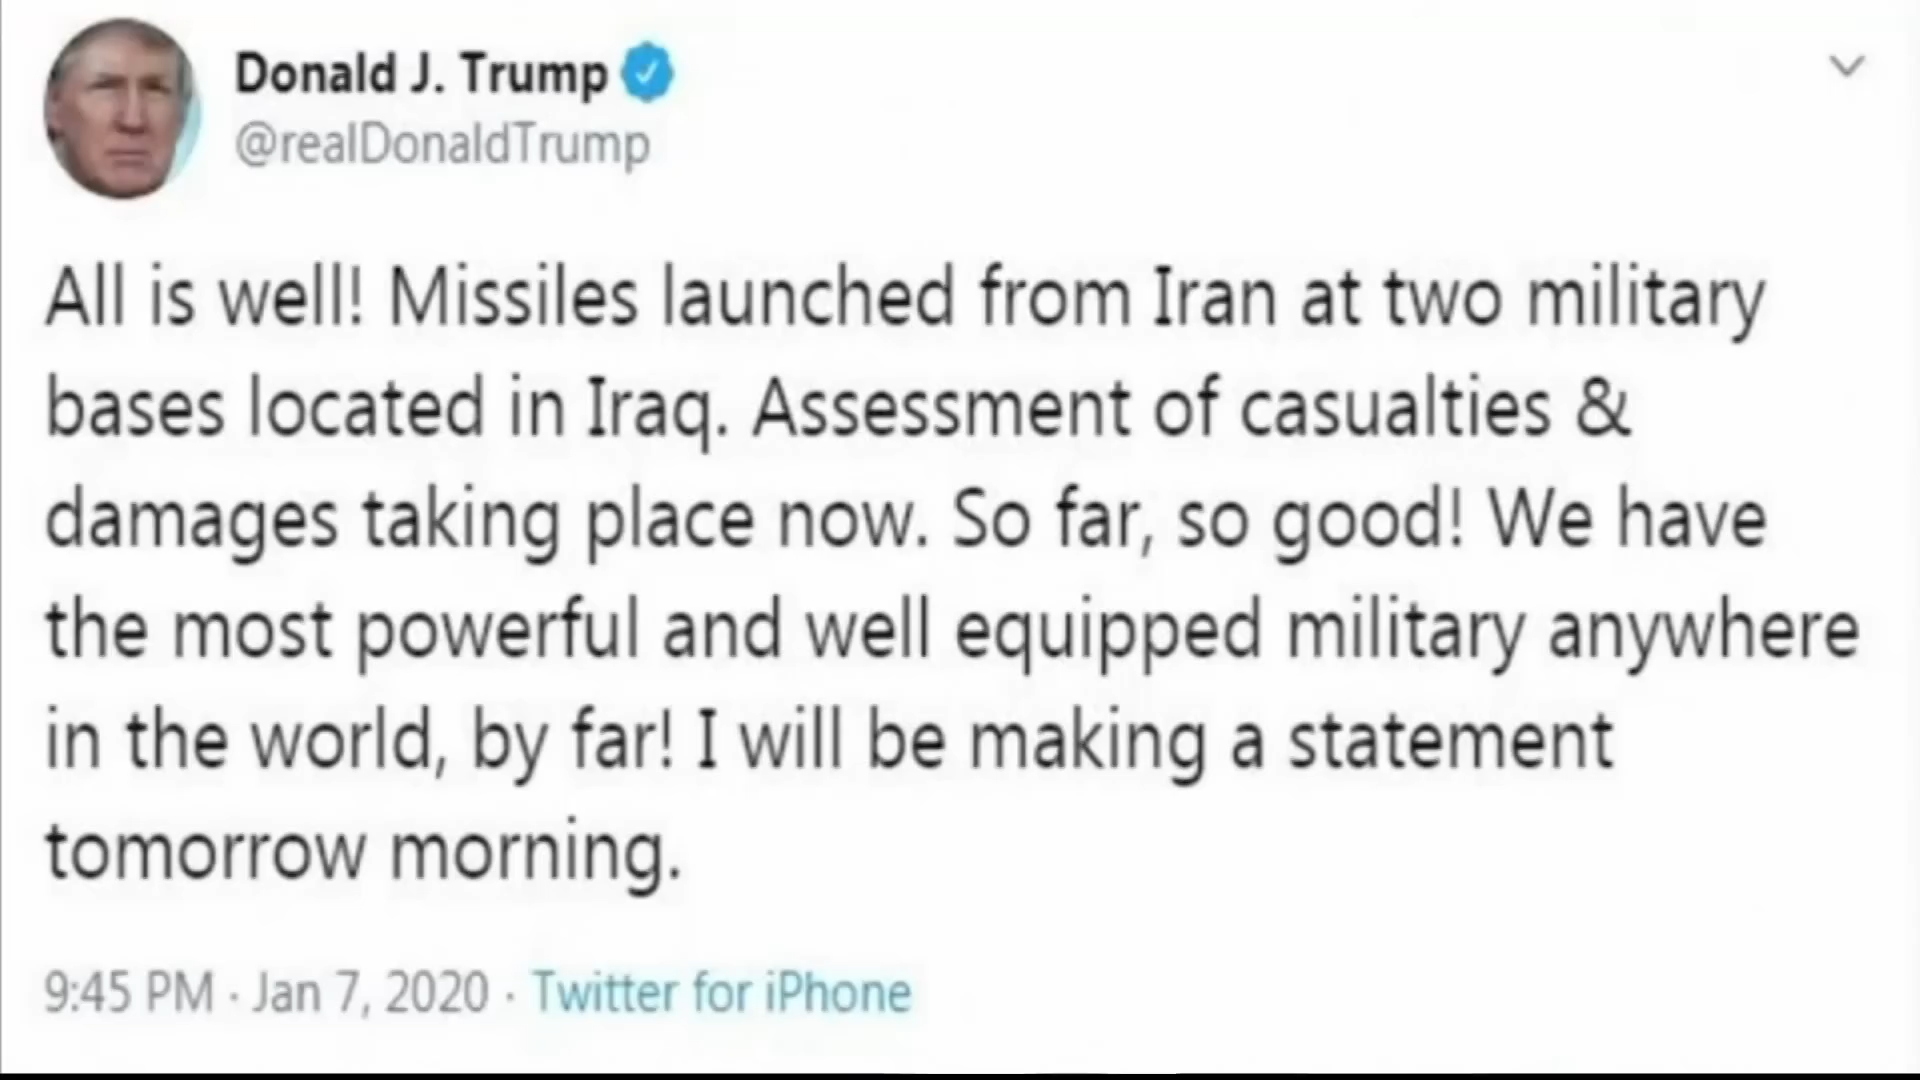 Donald J. Trump
@realDonaldTrump
All is well! Missiles launched from Iran at two military
bases located in Iraq. Assessment of casualties &
damages taking place now. So far, so good! We have
the most powerful and well equipped military anywhere
in the world, by far! I will be making a statement
tomorrow morning.
9:45 PM · Jan 7, 2020 · Twitter for iPhone